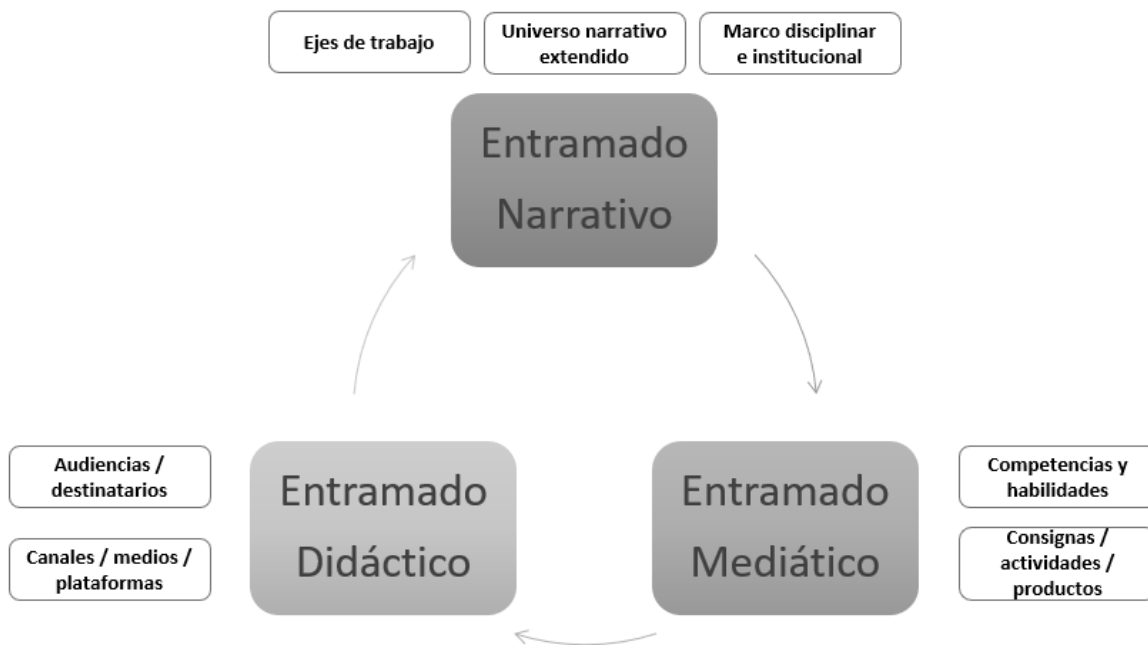 Ejes de trabajo
Universo narrativo
extendido
Marco disciplinar
e institucional
Entramado
Narrativo
Audiencias /
destinatarios
Canales / medios /
plataformas
Entramado
Didáctico
Entramado
Mediático
Competencias y
habilidades
Consignas /
actividades /
productos